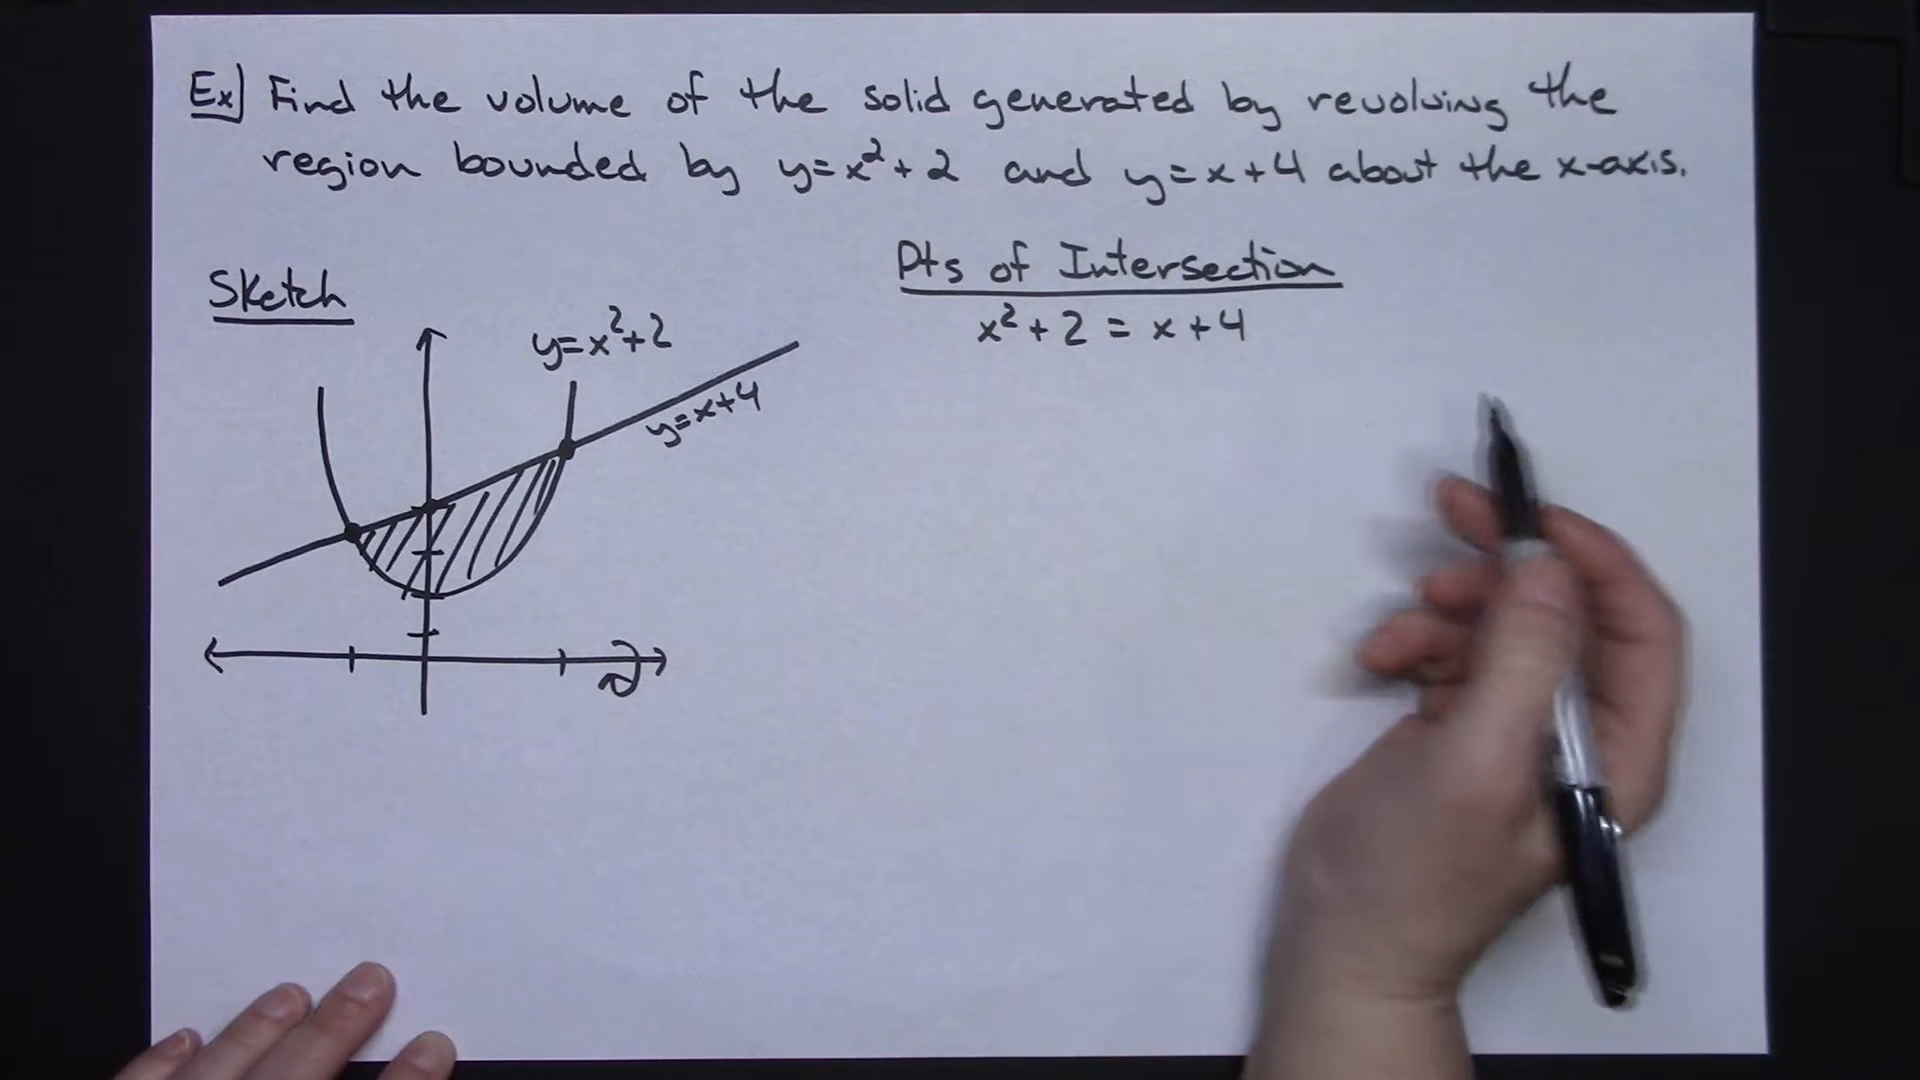 Ex] Find the volume of the solid generated by revolving the
region bounded by y=x²+2 and y=x+4 about the x-axis.
Pts of Intersection
x²+2 = x+4
Sketch
y=x²+2
y=x+4